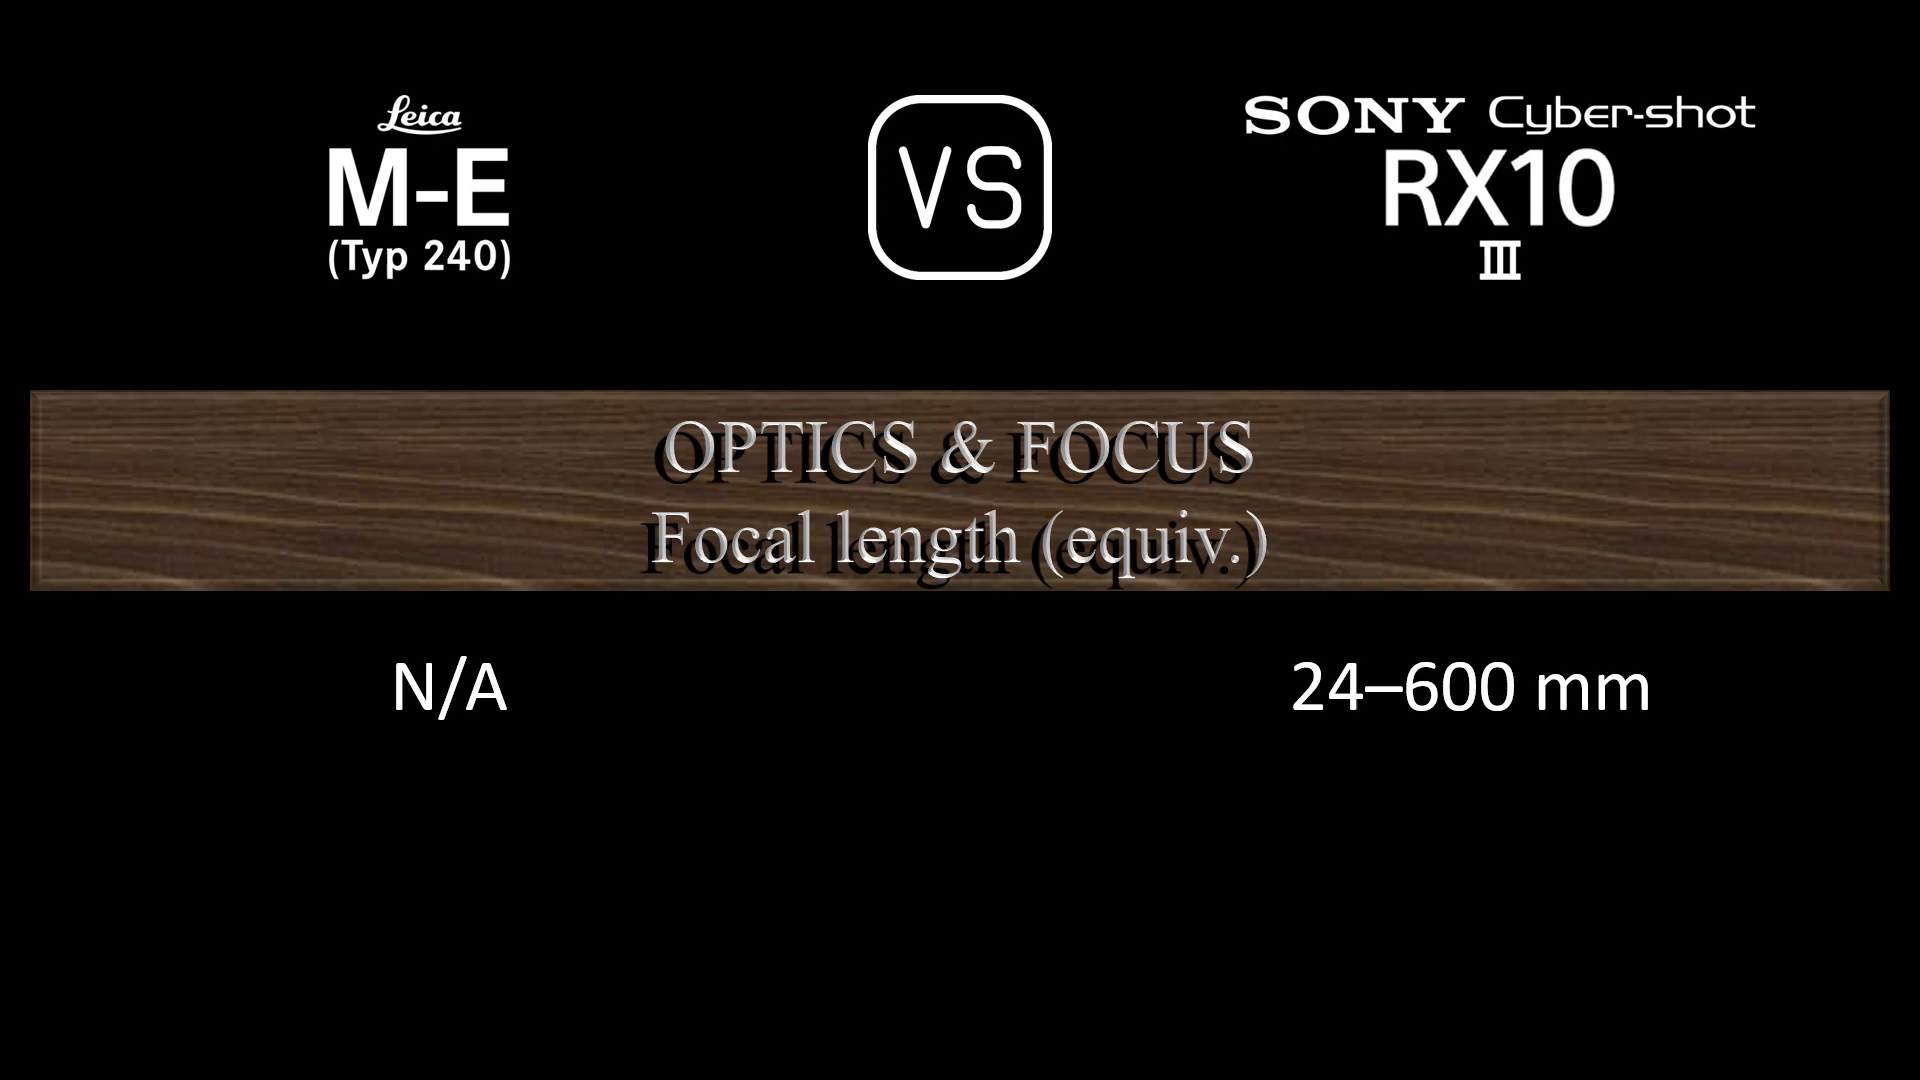 Leica
M-E
(Typ 240)
VS
SONY Cyber-shot
RX10
III
OPTICS & FOCUS
Focal length (equiv.)
N/A
24–600 mm